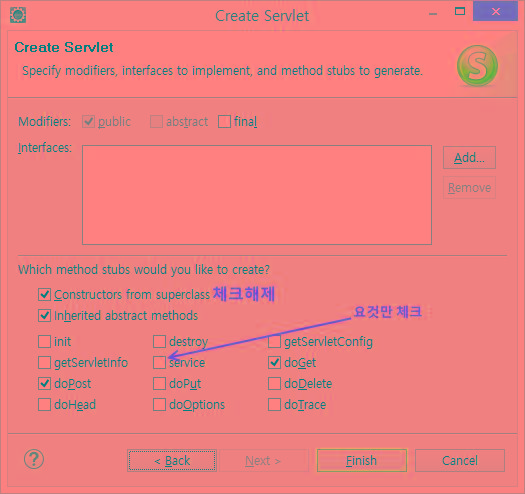 Create Servlet
Create Servlet
Specify modifiers, interfaces to implement, and method stubs to generate.
S
Modifiers: public abstract final
Interfaces:
Add...
Remove
Which method stubs would you like to create?
Constructors from superclass 체크해제
Inherited abstract methods
요것만 체크
init destroy getServletConfig
getServletInfo service doGet
doPost doPut doDelete
doHead doOptions doTrace
? < Back Next > Finish Cancel